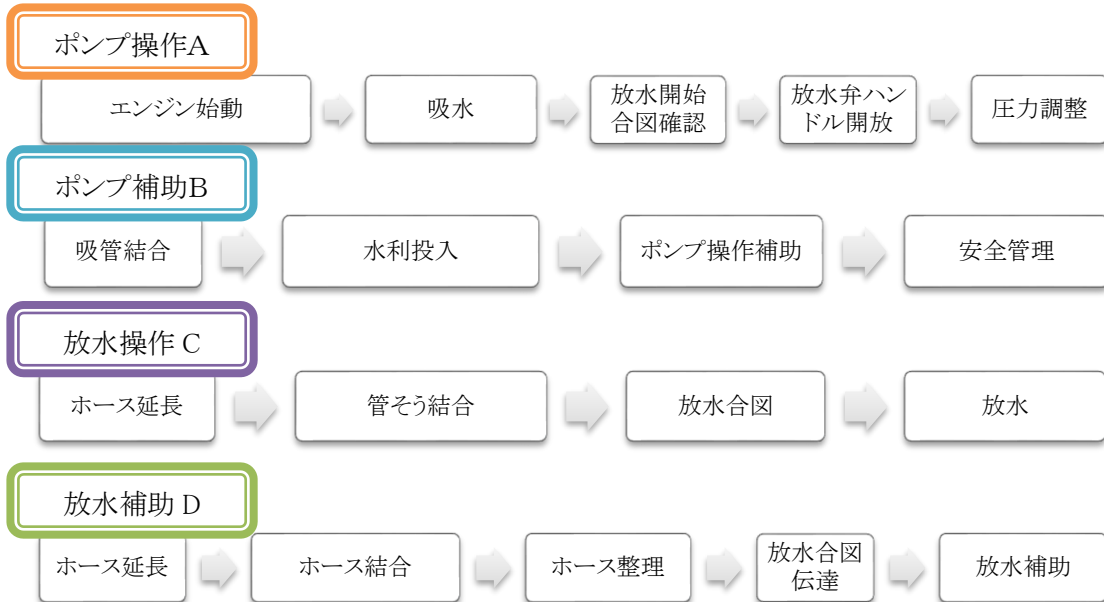 ポンプ操作A
エンジン始動
吸水
放水開始
合図確認
放水弁ハン
ドル開放
圧力調整
ポンプ補助B
吸管結合
水利投入
ポンプ操作補助
安全管理
放水操作 C
ホース延長
管そう結合
放水合図
放水
放水補助 D
ホース延長
ホース結合
ホース整理
放水合図
伝達
放水補助